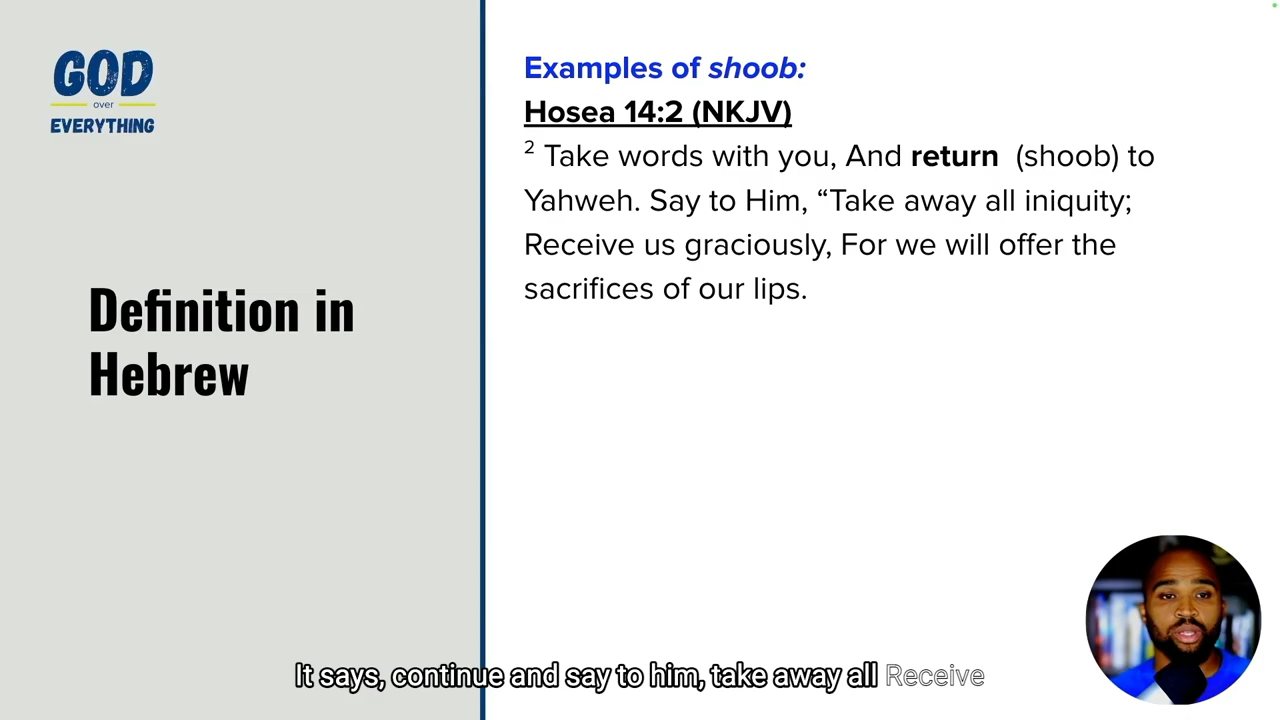 GOD
over
EVERYTHING
Definition in
Hebrew
Examples of shoob:
Hosea 14:2 (NKJV)
² Take words with you, And return (shoob) to
Yahweh. Say to Him, “Take away all iniquity;
Receive us graciously, For we will offer the
sacrifices of our lips.
It says, continue and say to him, take away all Receive